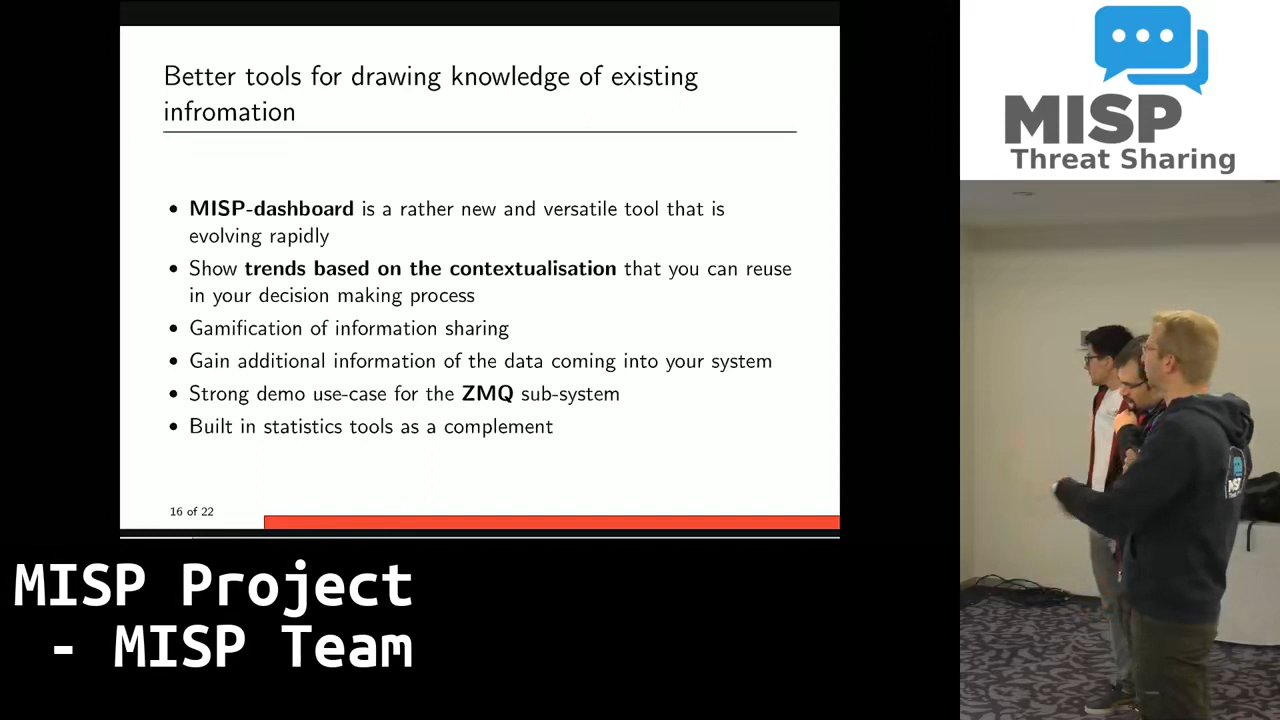 Better tools for drawing knowledge of existing
infromation
• MISP-dashboard is a rather new and versatile tool that is
evolving rapidly
• Show trends based on the contextualisation that you can reuse
in your decision making process
• Gamification of information sharing
• Gain additional information of the data coming into your system
• Strong demo use-case for the ZMQ sub-system
• Built in statistics tools as a complement
16 of 22
MISP Project
- MISP Team
MISP
Threat Sharing
MISP